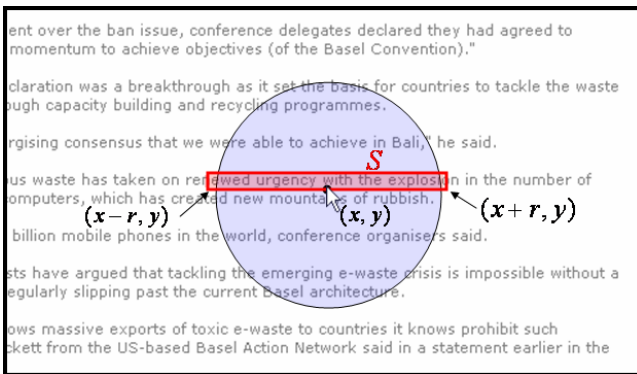 ent over the ban issue, conference delegates declared they had agreed to
momentum to achieve objectives (of the Basel Convention)."
claration was a breakthrough as it set the basis for countries to tackle the waste
ough capacity building and recycling programmes.
ergising consensus that we were able to achieve in Bali," he said.
S
ous waste has taken on renewed urgency with the explosion in the number of
omputers, which has created new mountains of rubbish.
(x − r, y)
(x, y)
(x + r, y)
billion mobile phones in the world, conference organisers said.
sts have argued that tackling the emerging e-waste crisis is impossible without a
egularly slipping past the current Basel architecture.
ows massive exports of toxic e-waste to countries it knows prohibit such
ckett from the US-based Basel Action Network said in a statement earlier in the